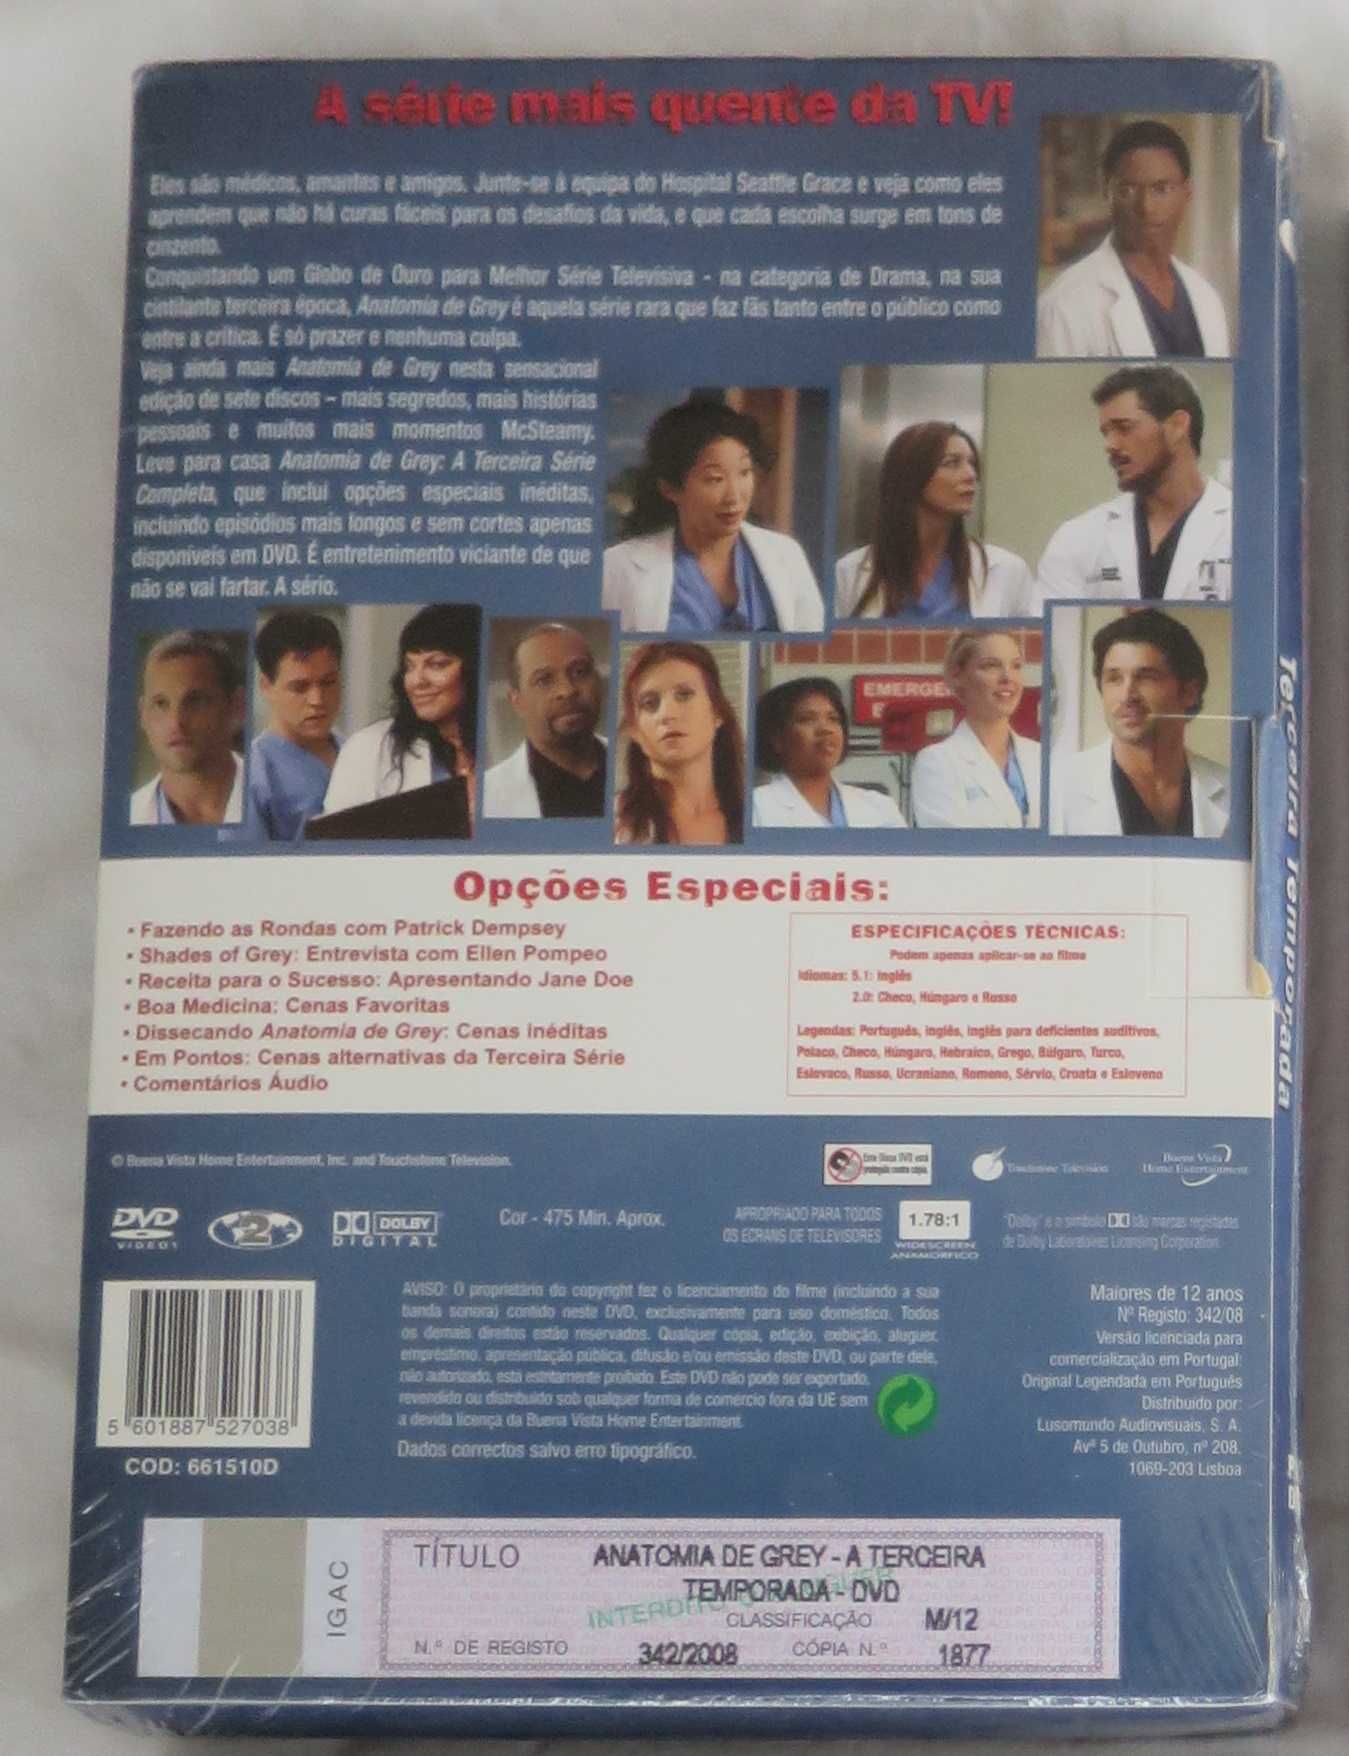 A série mais quente da TV!
Eles são médicos, amantes e amigos. Junte-se à equipa do Hospital Seattle Grace e veja como eles
aprendem que não há curas fáceis para os desafios da vida, e que cada escolha surge em tons de
cinzento.
Conquistando um Globo de Ouro para Melhor Série Televisiva - na categoria de Drama, na sua
cintilante terceira época, Anatomia de Grey é aquela série rara que faz fãs tanto entre o público como
entre a crítica. É só prazer e nenhuma culpa.
Veja ainda mais Anatomia de Grey nesta sensacional
edição de sete discos – mais segredos, mais histórias
pessoais e muitos mais momentos McSteamy.
Leve para casa Anatomia de Grey: A Terceira Série
Completa, que inclui opções especiais inéditas,
incluindo episódios mais longos e sem cortes apenas
disponíveis em DVD. É entretenimento viciante de que
não se vai fartar. A sério.
EMERGE
Opções Especiais:
• Fazendo as Rondas com Patrick Dempsey
• Shades of Grey: Entrevista com Ellen Pompeo
• Receita para o Sucesso: Apresentando Jane Doe
• Boa Medicina: Cenas Favoritas
• Dissecando Anatomia de Grey: Cenas inéditas
• Em Pontos: Cenas alternativas da Terceira Série
• Comentários Áudio
ESPECIFICAÇÕES TÉCNICAS:
Podem apenas aplicar-se ao filme
Idiomas: 5.1: Inglês
2.0: Checo, Húngaro e Russo
Legendas: Português, Inglês, Inglês para deficientes auditivos,
Polaco, Checo, Húngaro, Hebraico, Grego, Búlgaro, Turco,
Eslovaco, Russo, Ucraniano, Romeno, Sérvio, Croata e Esloveno
© Buena Vista Home Entertainment, Inc. and Touchstone Television.
Este Disco DVD está
protegido contra cópia.
Touchstone Television
Buena Vista
Home Entertainment
DVD
VIDEO
2
DOLBY
DIGITAL
Cor - 475 Min. Aprox.
APROPRIADO PARA TODOS
OS ECRANS DE TELEVISORES
1.78:1
WIDESCREEN
ANAMÓRFICO
"Dolby" e o símbolo são marcas registadas
de Dolby Laboratories Licensing Corporation
AVISO: O proprietário do copyright fez o licenciamento do filme (incluindo a sua
banda sonora) contido neste DVD, exclusivamente para uso doméstico. Todos
os demais direitos estão reservados. Qualquer cópia, edição, exibição, aluguer,
empréstimo, apresentação pública, difusão e/ou emissão deste DVD, ou parte dele,
não autorizado, está estritamente proibido. Este DVD não pode ser exportado,
revendido ou distribuído sob qualquer forma de comércio fora da UE sem
a devida licença da Buena Vista Home Entertainment.
Dados correctos salvo erro tipográfico.
Maiores de 12 anos
Nº Registo: 342/08
Versão licenciada para
comercialização em Portugal:
Original Legendada em Português
Distribuído por:
Lusomundo Audiovisuais, S. A.
Avª 5 de Outubro, nº 208,
1069-203 Lisboa
5 601887 527038
COD: 661510D
IGAC
TÍTULO ANATOMIA DE GREY - A TERCEIRA
TEMPORADA - DVD
CLASSIFICAÇÃO M/12
N.º DE REGISTO 342/2008 CÓPIA N.º 1877
Terceira Temporada